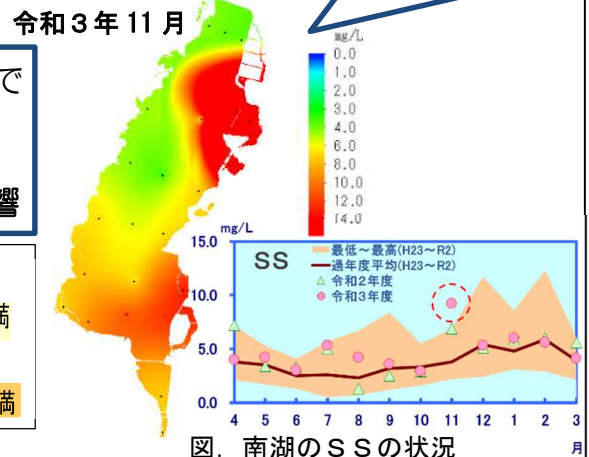 令和３年 11 月
で
響
満
満
mg/L
0.0
1.0
2.0
3.0
4.0
6.0
8.0
10.0
12.0
14.0
mg/L
15.0
10.0
5.0
0.0
SS
最低～最高(H23～R2)
過年度平均(H23～R2)
令和2年度
令和3年度
4 5 6 7 8 9 10 11 12 1 2 3
月
図．南湖のＳＳの状況